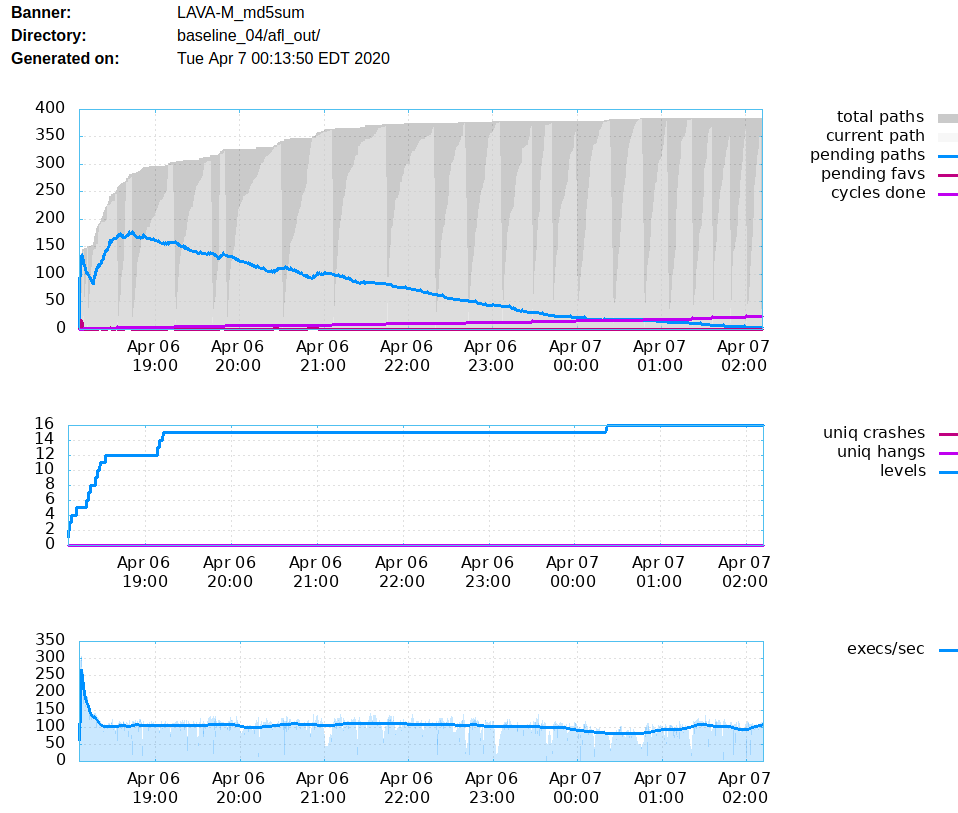 Banner: LAVA-M_md5sum
Directory: baseline_04/afl_out/
Generated on: Tue Apr 7 00:13:50 EDT 2020
400
350
300
250
200
150
100
50
0
Apr 06 Apr 06 Apr 06 Apr 06 Apr 06 Apr 07 Apr 07 Apr 07
19:00 20:00 21:00 22:00 23:00 00:00 01:00 02:00
total paths
current path
pending paths
pending favs
cycles done
16
14
12
10
8
6
4
2
0
Apr 06 Apr 06 Apr 06 Apr 06 Apr 06 Apr 07 Apr 07 Apr 07
19:00 20:00 21:00 22:00 23:00 00:00 01:00 02:00
uniq crashes
uniq hangs
levels
350
300
250
200
150
100
50
0
Apr 06 Apr 06 Apr 06 Apr 06 Apr 06 Apr 07 Apr 07 Apr 07
19:00 20:00 21:00 22:00 23:00 00:00 01:00 02:00
execs/sec